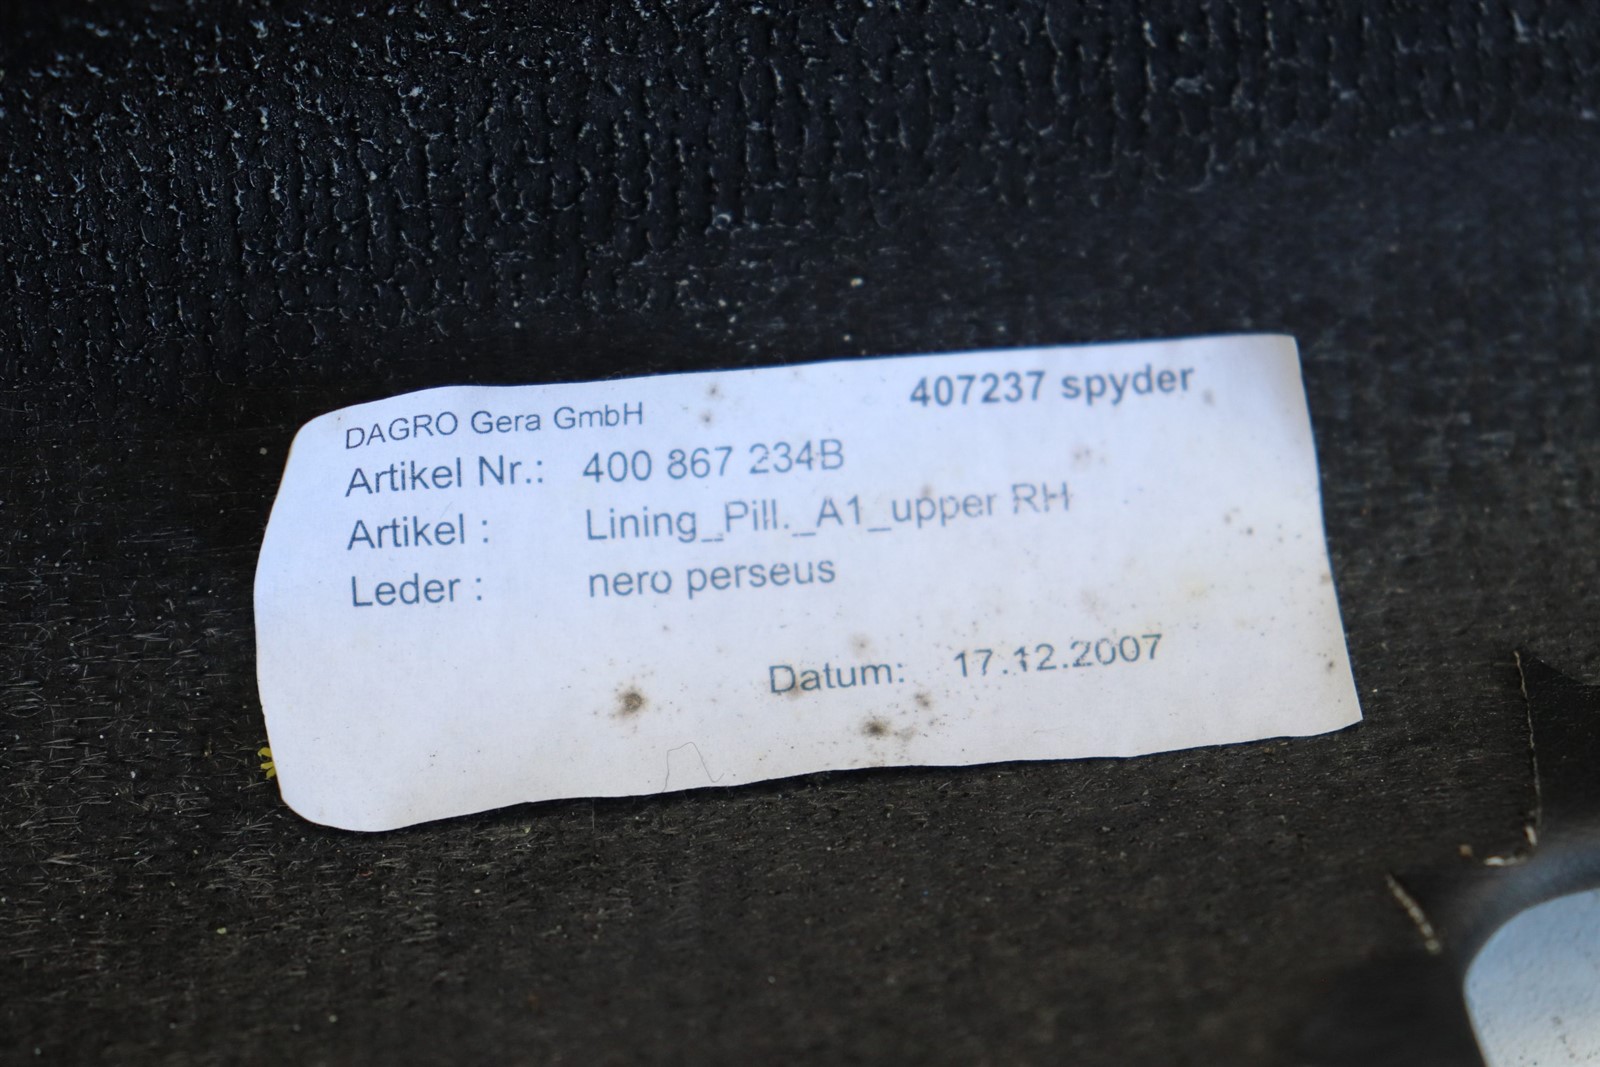 407237 spyder
DAGRO Gera GmbH
Artikel Nr.: 400 867 234B
Artikel : Lining_Pill._A1_upper RH
Leder : nero perseus
Datum: 17.12.2007